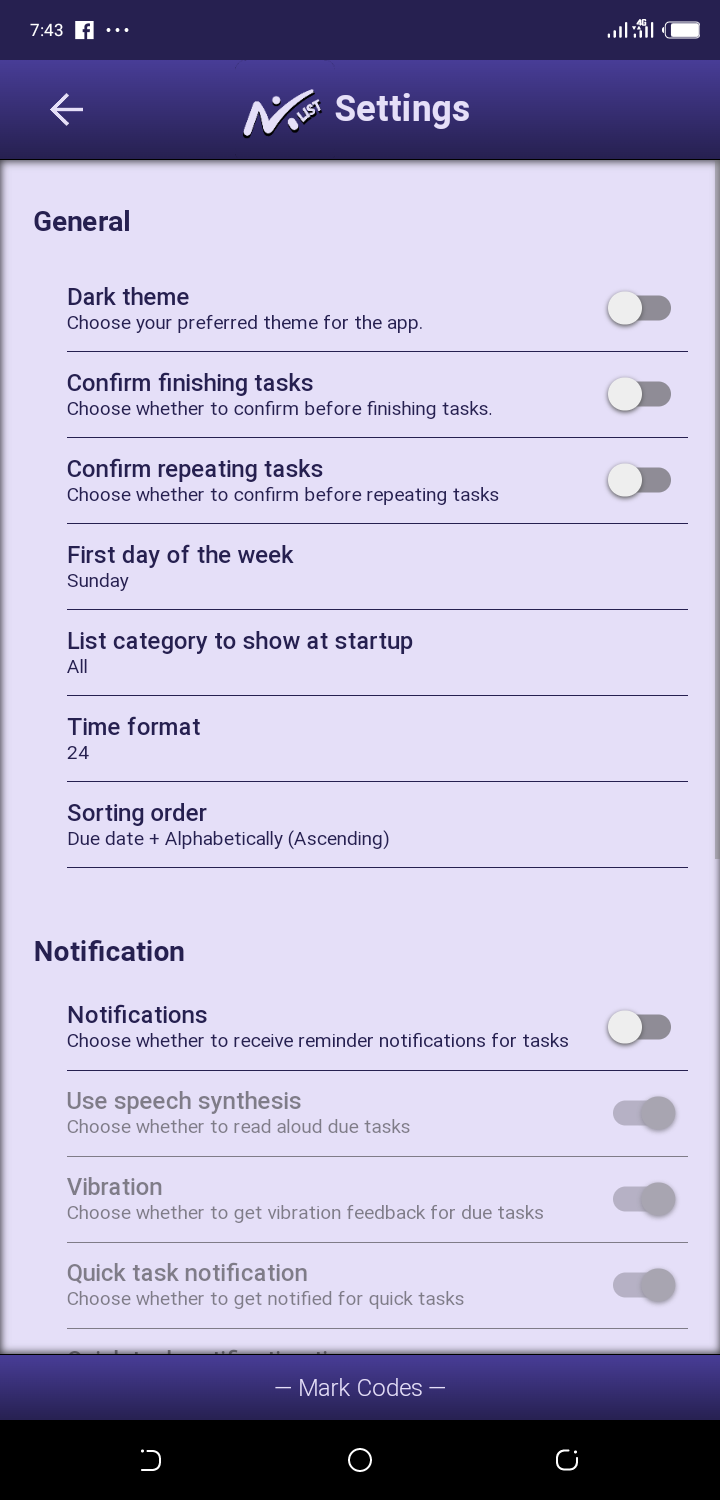 7:43
4G
LIST Settings
General
Dark theme
Choose your preferred theme for the app.
Confirm finishing tasks
Choose whether to confirm before finishing tasks.
Confirm repeating tasks
Choose whether to confirm before repeating tasks
First day of the week
Sunday
List category to show at startup
All
Time format
24
Sorting order
Due date + Alphabetically (Ascending)
Notification
Notifications
Choose whether to receive reminder notifications for tasks
Use speech synthesis
Choose whether to read aloud due tasks
Vibration
Choose whether to get vibration feedback for due tasks
Quick task notification
Choose whether to get notified for quick tasks
— Mark Codes —